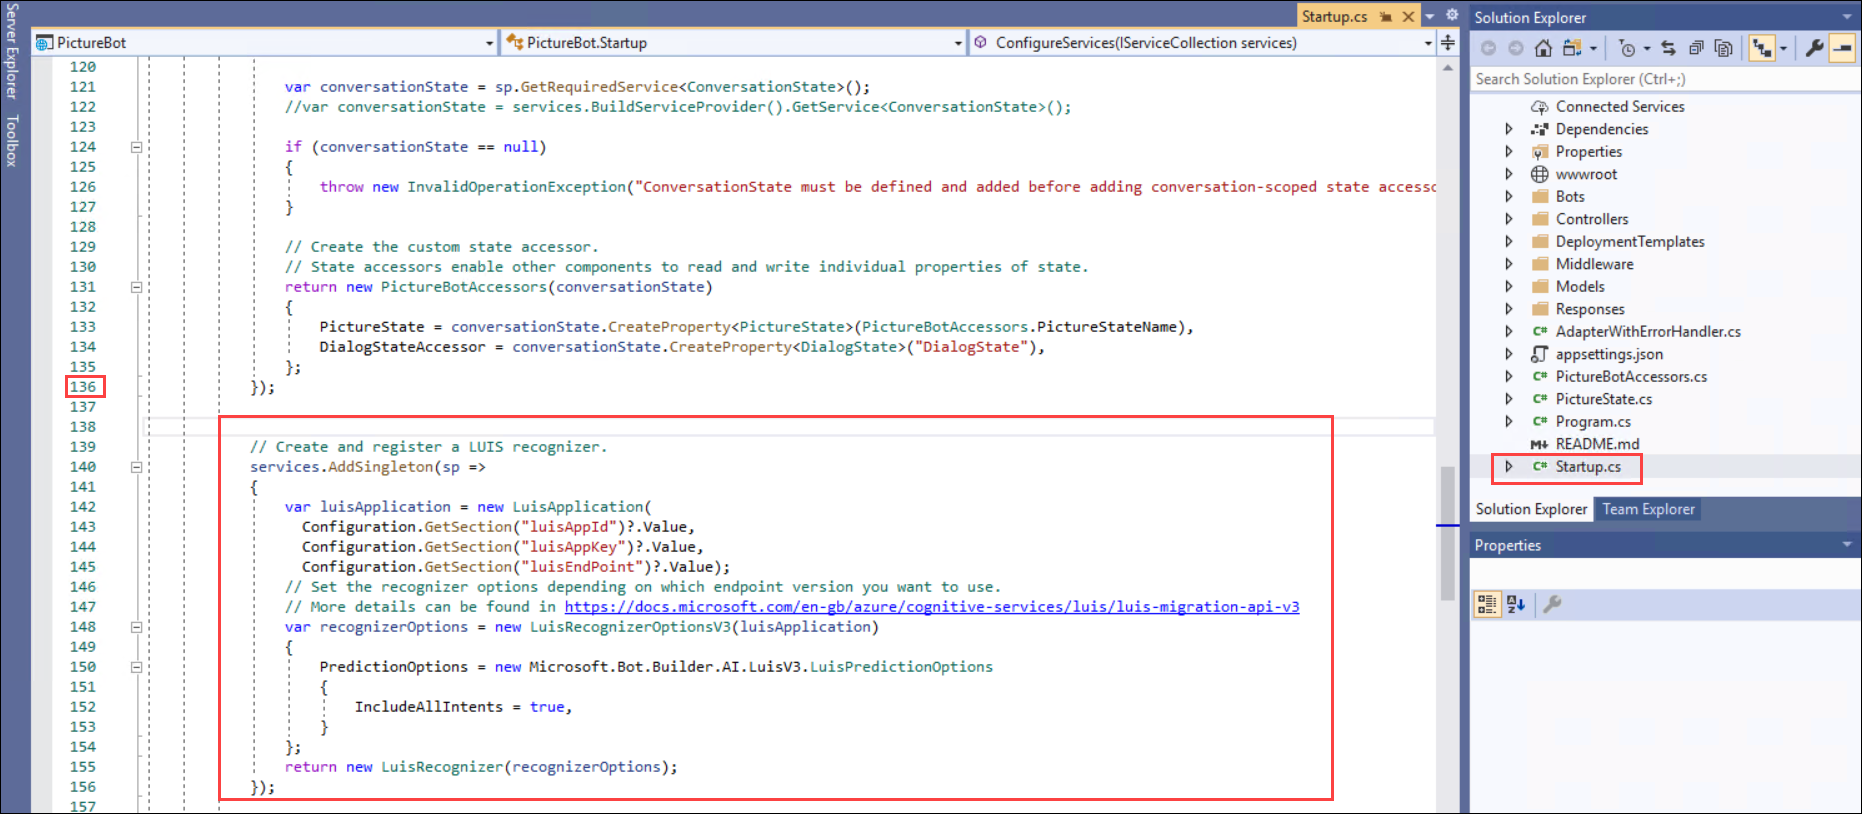 Server Explorer
Toolbox
Startup.cs
PictureBot
PictureBot.Startup
ConfigureServices(IServiceCollection services)
120
121 var conversationState = sp.GetRequiredService<ConversationState>();
122 //var conversationState = services.BuildServiceProvider().GetService<ConversationState>();
123
124 if (conversationState == null)
125 {
126 throw new InvalidOperationException("ConversationState must be defined and added before adding conversation-scoped state accesso
127 }
128
129 // Create the custom state accessor.
130 // State accessors enable other components to read and write individual properties of state.
131 return new PictureBotAccessors(conversationState)
132 {
133 PictureState = conversationState.CreateProperty<PictureState>(PictureBotAccessors.PictureStateName),
134 DialogStateAccessor = conversationState.CreateProperty<DialogState>("DialogState"),
135 };
136 });
137
138
139 // Create and register a LUIS recognizer.
140 services.AddSingleton(sp =>
141 {
142 var luisApplication = new LuisApplication(
143 Configuration.GetSection("luisAppId")?.Value,
144 Configuration.GetSection("luisAppKey")?.Value,
145 Configuration.GetSection("luisEndPoint")?.Value);
146 // Set the recognizer options depending on which endpoint version you want to use.
147 // More details can be found in https://docs.microsoft.com/en-gb/azure/cognitive-services/luis/luis-migration-api-v3
148 var recognizerOptions = new LuisRecognizerOptionsV3(luisApplication)
149 {
150 PredictionOptions = new Microsoft.Bot.Builder.AI.LuisV3.LuisPredictionOptions
151 {
152 IncludeAllIntents = true,
153 }
154 };
155 return new LuisRecognizer(recognizerOptions);
156 });
157
Solution Explorer
Search Solution Explorer (Ctrl+;)
Connected Services
Dependencies
Properties
wwwroot
Bots
Controllers
DeploymentTemplates
Middleware
Models
Responses
C# AdapterWithErrorHandler.cs
appsettings.json
C# PictureBotAccessors.cs
C# PictureState.cs
C# Program.cs
M↓ README.md
C# Startup.cs
Solution Explorer
Team Explorer
Properties